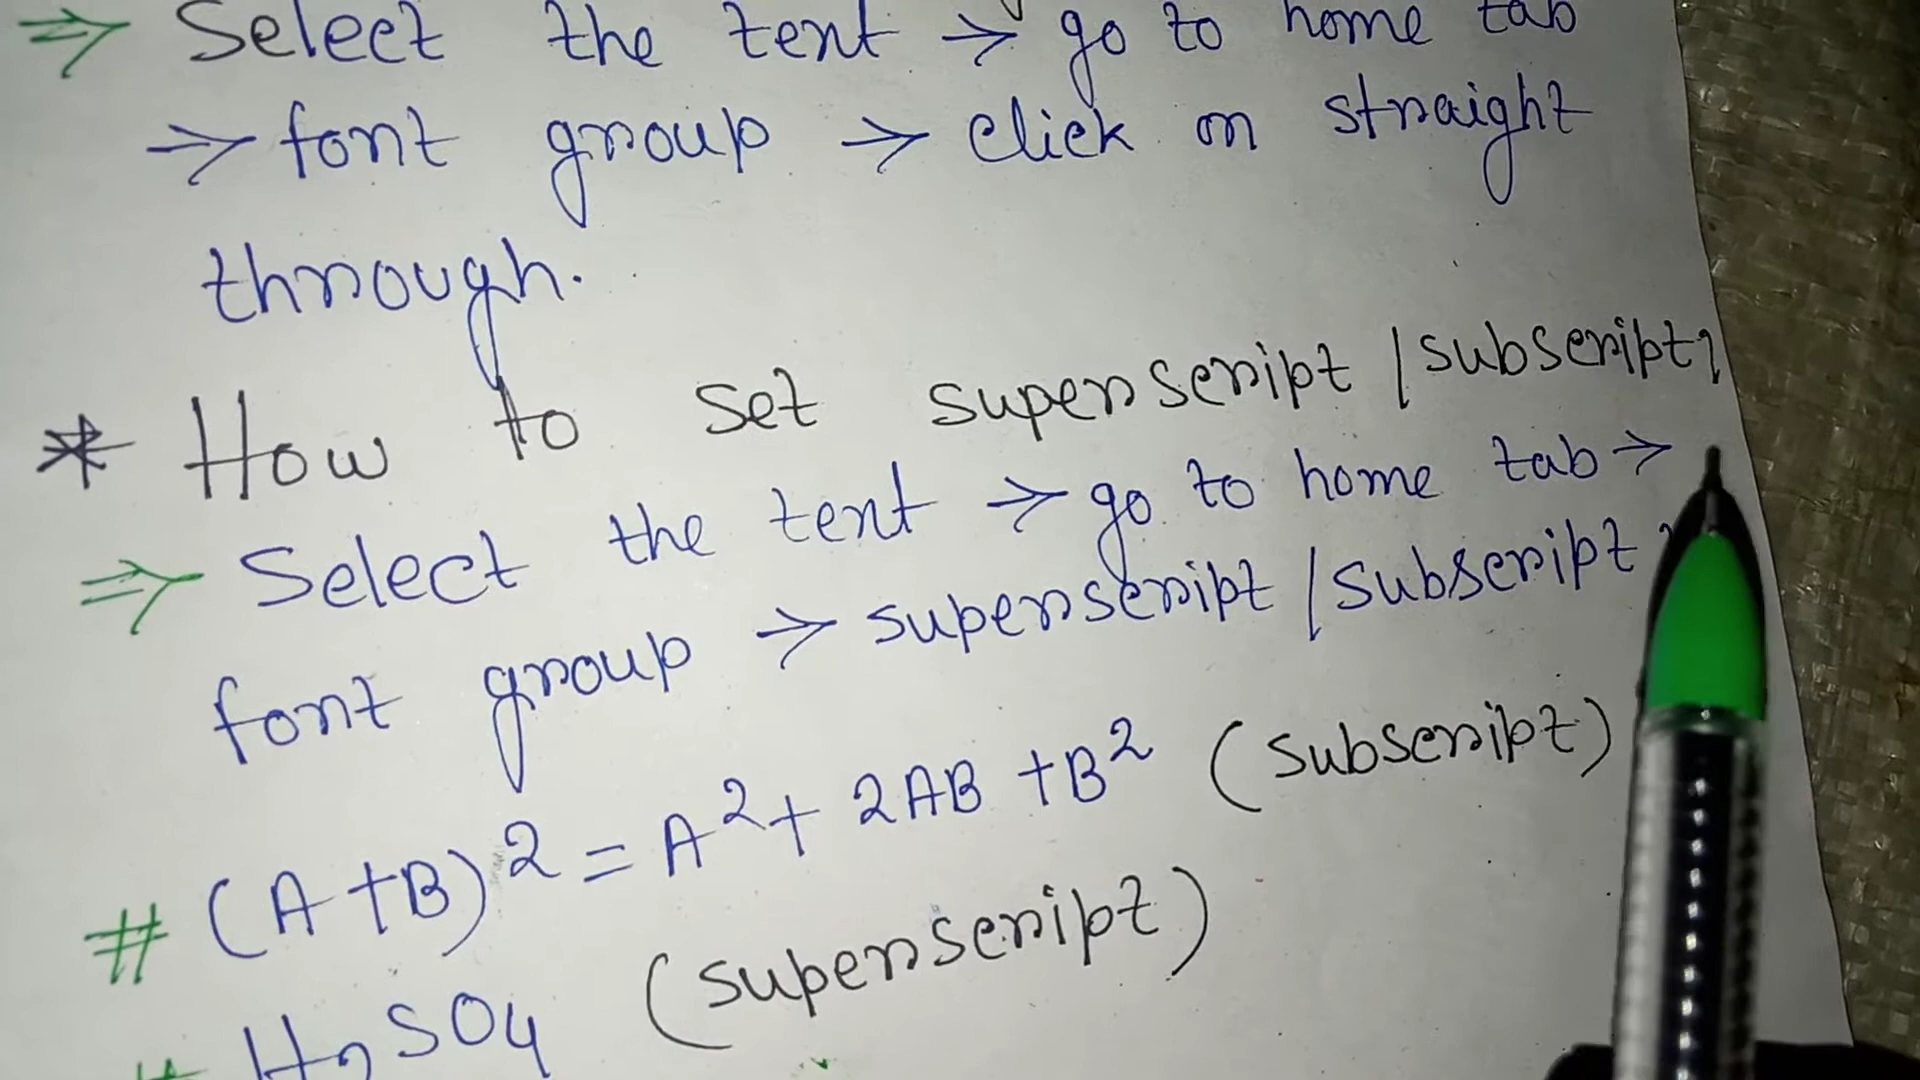 ⇒ Select the text → go to home tab
→ font group → click on straight
through.
* How to set superscript / subscript?
⇒ Select the text → go to home tab →
font group → superscript / subscript
# (A+B)² = A² + 2AB + B² (subscript)
# H₂SO₄ (superscript)